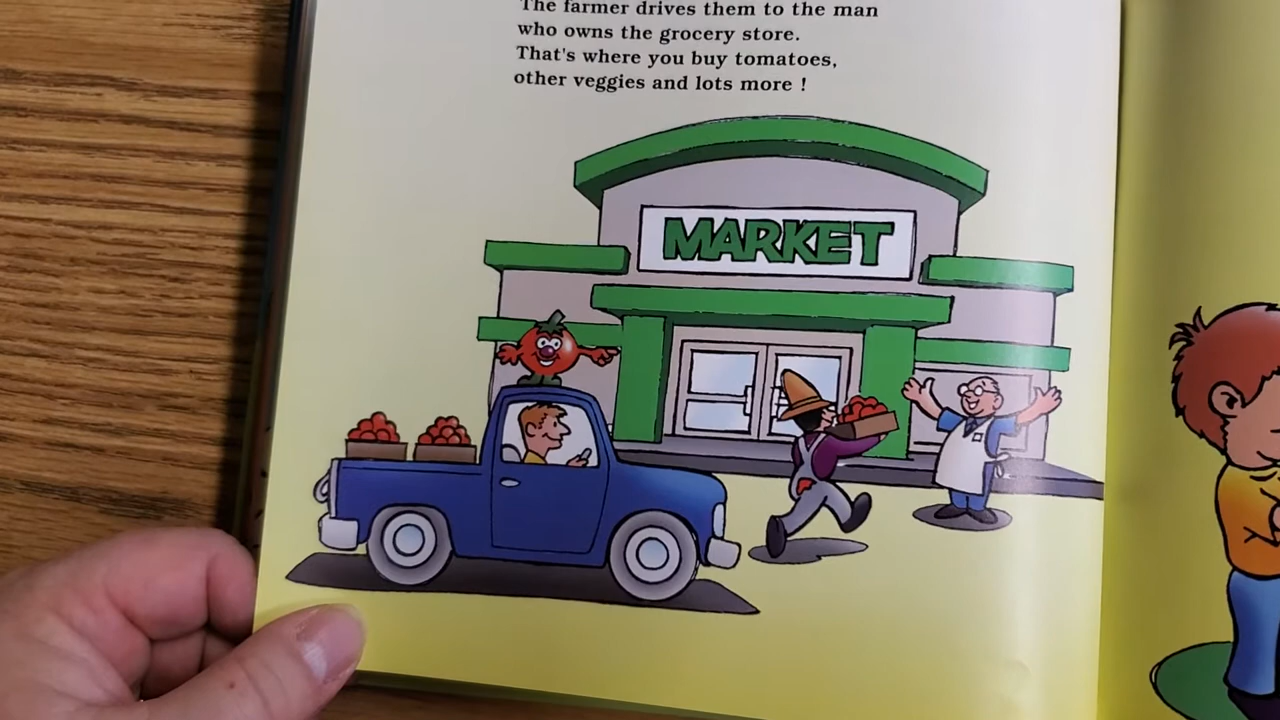 The farmer drives them to the man
who owns the grocery store.
That's where you buy tomatoes,
other veggies and lots more !
MARKET